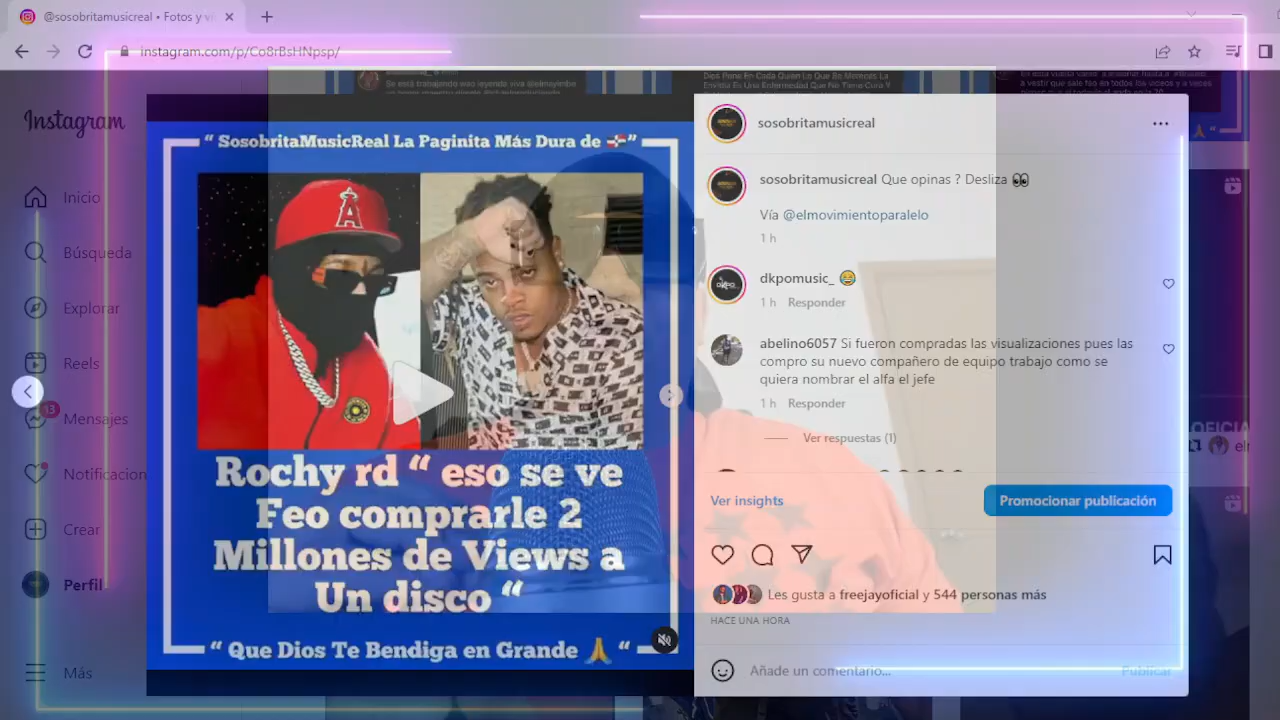 @sosobritamusicreal • Fotos y vi
instagram.com/p/Co8rBsHNpsp/
Instagram
Inicio
Búsqueda
Explorar
Reels
13
Mensajes
Notificacion
Crear
Perfil
Más
“ SosobritaMusicReal La Paginita Más Dura de 🇩🇴”
A
Rochy rd “ eso se ve
Feo comprarle 2
Millones de Views a
Un disco “
“ Que Dios Te Bendiga en Grande 🙏 “
sosobritamusicreal
sosobritamusicreal Que opinas ? Desliza 👀
Vía @elmovimientoparalelo
1 h
dkpomusic_ 😂
1 h Responder
abelino6057 Si fueron compradas las visualizaciones pues las
compro su nuevo compañero de equipo trabajo como se
quiera nombrar el alfa el jefe
1 h Responder
Ver respuestas (1)
Ver insights
Promocionar publicación
Les gusta a freejayoficial y 544 personas más
HACE UNA HORA
Añade un comentario...
Publicar